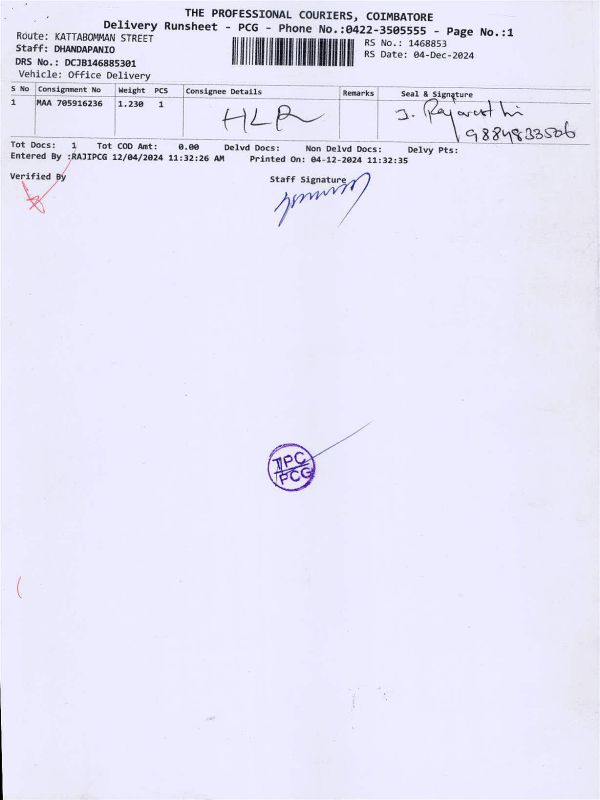 THE PROFESSIONAL COURIERS, COIMBATORE
Delivery Runsheet - PCG - Phone No.:0422-3505555 - Page No.:1
Route: KATTABOMMAN STREET
RS No.: 1468853
Staff: DHANDAPANIO
RS Date: 04-Dec-2024
DRS No.: DCJB146885301
Vehicle: Office Delivery
S No Consignment No Weight PCS Consignee Details Remarks Seal & Signature
1 MAA 705916236 1.230 1 HLR J.
9884833506
Tot Docs: 1 Tot COD Amt: 0.00 Delvd Docs: Non Delvd Docs: Delvy Pts:
Entered By :RAJIPCG 12/04/2024 11:32:26 AM Printed On: 04-12-2024 11:32:35
Verified By Staff Signature
TPC
PCG